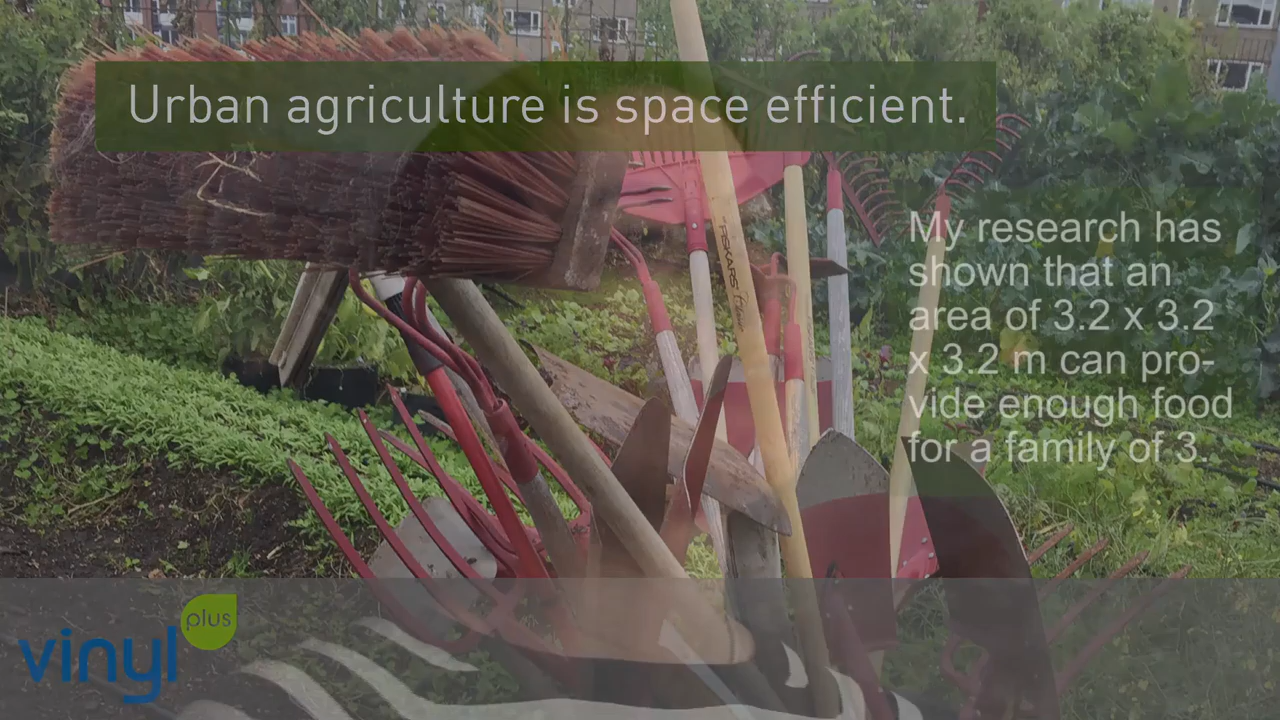 Urban agriculture is space efficient.
My research has
shown that an
area of 3.2 x 3.2
x 3.2 m can pro-
vide enough food
for a family of 3.
FISKARS
vinyl plus